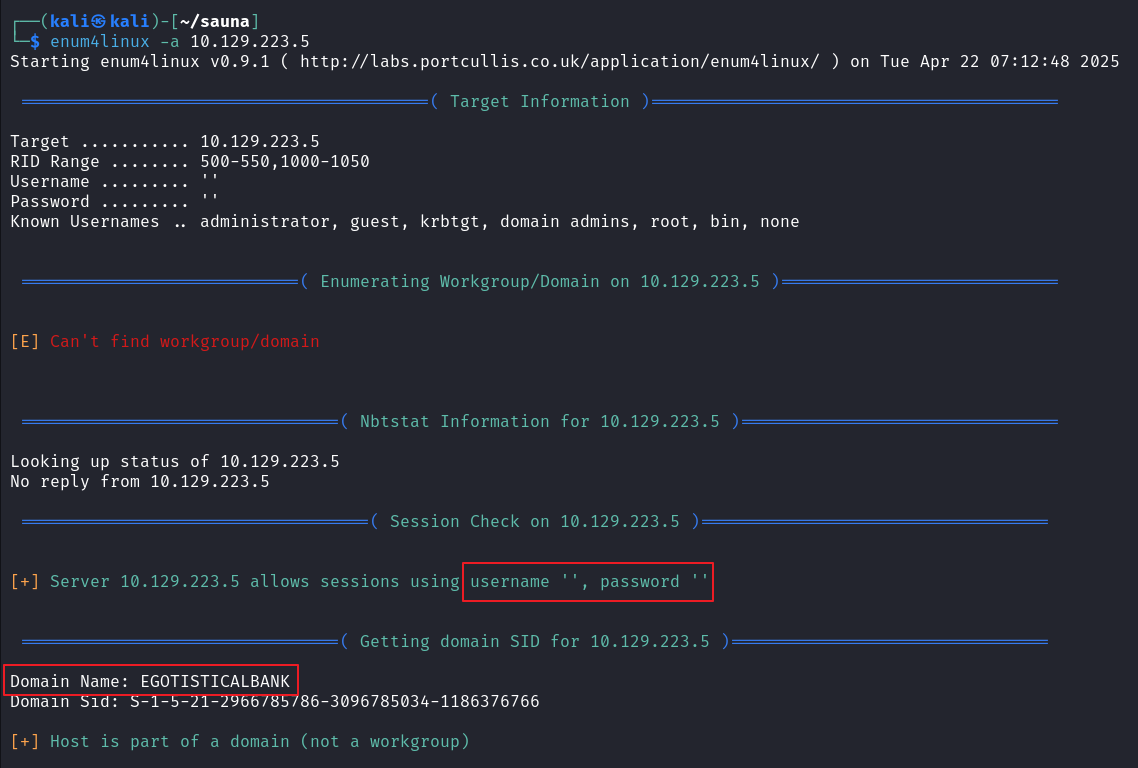 ┌──(kali㉿kali)-[~/sauna]
└─$ enum4linux -a 10.129.223.5
Starting enum4linux v0.9.1 ( http://labs.portcullis.co.uk/application/enum4linux/ ) on Tue Apr 22 07:12:48 2025
=========================================( Target Information )=========================================
Target ........... 10.129.223.5
RID Range ........ 500-550,1000-1050
Username ......... ''
Password ......... ''
Known Usernames .. administrator, guest, krbtgt, domain admins, root, bin, none
============================( Enumerating Workgroup/Domain on 10.129.223.5 )============================
[E] Can't find workgroup/domain
================================( Nbtstat Information for 10.129.223.5 )================================
Looking up status of 10.129.223.5
No reply from 10.129.223.5
===================================( Session Check on 10.129.223.5 )===================================
[+] Server 10.129.223.5 allows sessions using username '', password ''
================================( Getting domain SID for 10.129.223.5 )================================
Domain Name: EGOTISTICALBANK
Domain Sid: S-1-5-21-2966785786-3096785034-1186376766
[+] Host is part of a domain (not a workgroup)